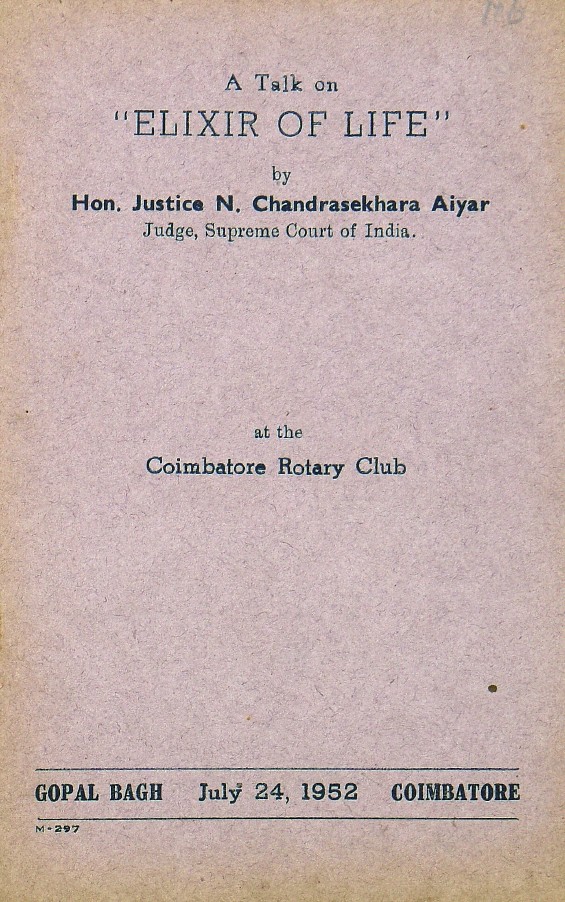 A Talk on
"ELIXIR OF LIFE"
by
Hon. Justice N. Chandrasekhara Aiyar
Judge, Supreme Court of India.
at the
Coimbatore Rotary Club
GOPAL BAGH July 24, 1952 COIMBATORE
M-297